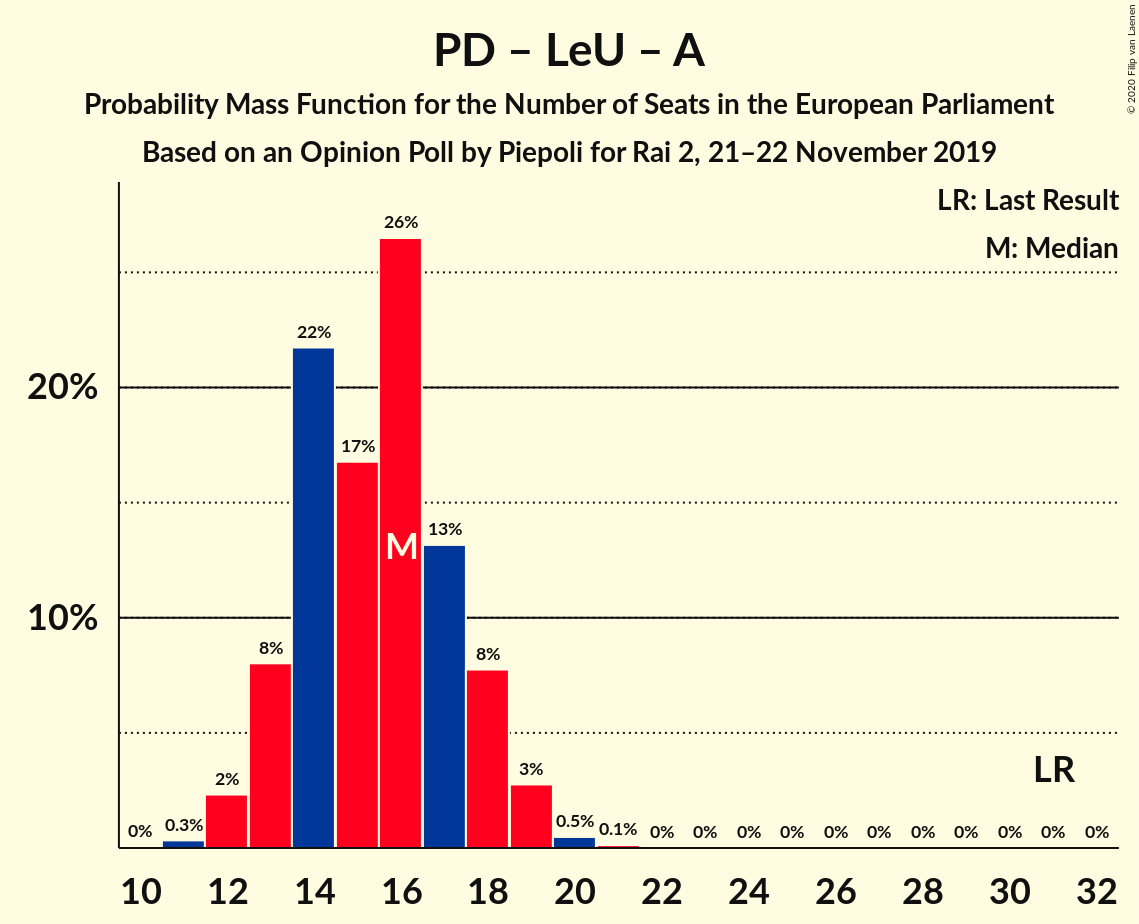 PD – LeU – A
Probability Mass Function for the Number of Seats in the European Parliament
Based on an Opinion Poll by Piepoli for Rai 2, 21–22 November 2019
© 2020 Filip van Laenen
LR: Last Result
M: Median
20%
10%
0% 0.3% 2% 8% 22% 17% 26% 13% 8% 3% 0.5% 0.1% 0% 0% 0% 0% 0% 0% 0% 0% 0% 0% 0%
M
LR
10 12 14 16 18 20 22 24 26 28 30 32